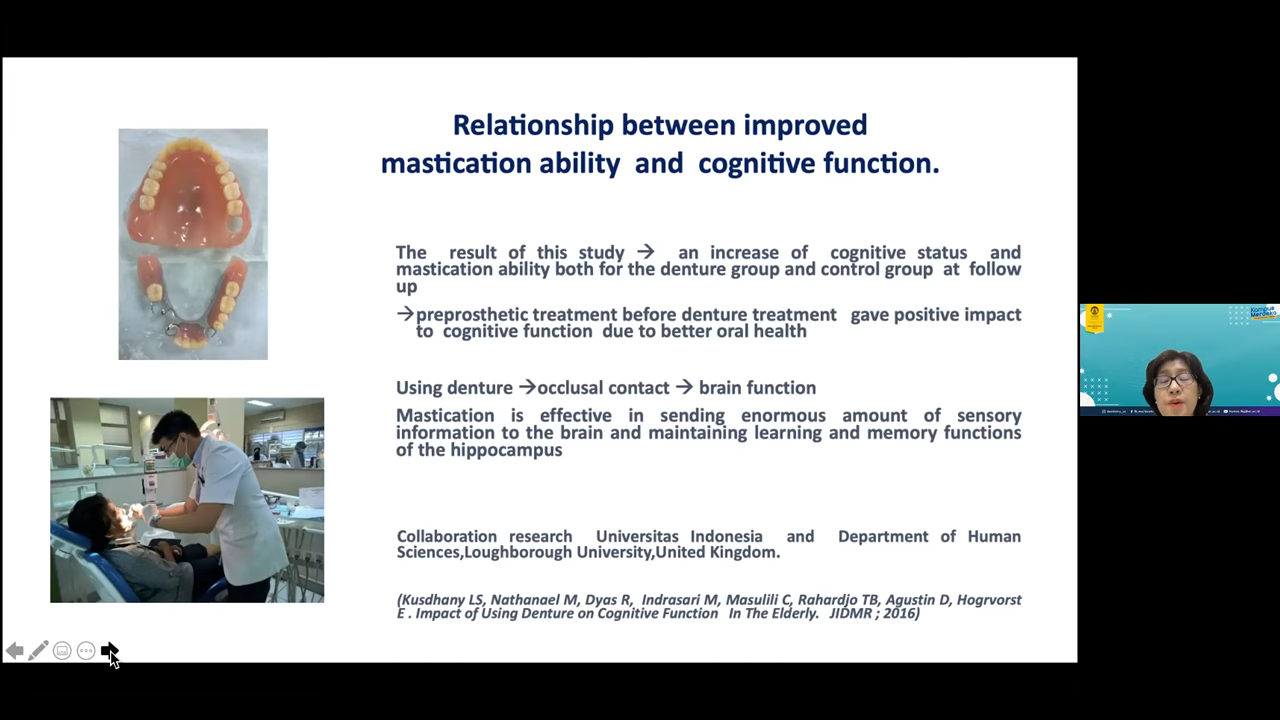 Relationship between improved
mastication ability and cognitive function.
The result of this study → an increase of cognitive status and
mastication ability both for the denture group and control group at follow
up
→preprosthetic treatment before denture treatment gave positive impact
to cognitive function due to better oral health
Using denture →occlusal contact → brain function
Mastication is effective in sending enormous amount of sensory
information to the brain and maintaining learning and memory functions
of the hippocampus
Collaboration research Universitas Indonesia and Department of Human
Sciences,Loughborough University,United Kingdom.
(Kusdhany LS, Nathanael M, Dyas R, Indrasari M, Masulili C, Rahardjo TB, Agustin D, Hogrvorst
E . Impact of Using Denture on Cognitive Function In The Elderly. JIDMR ; 2016)
Kampus
Merdeka